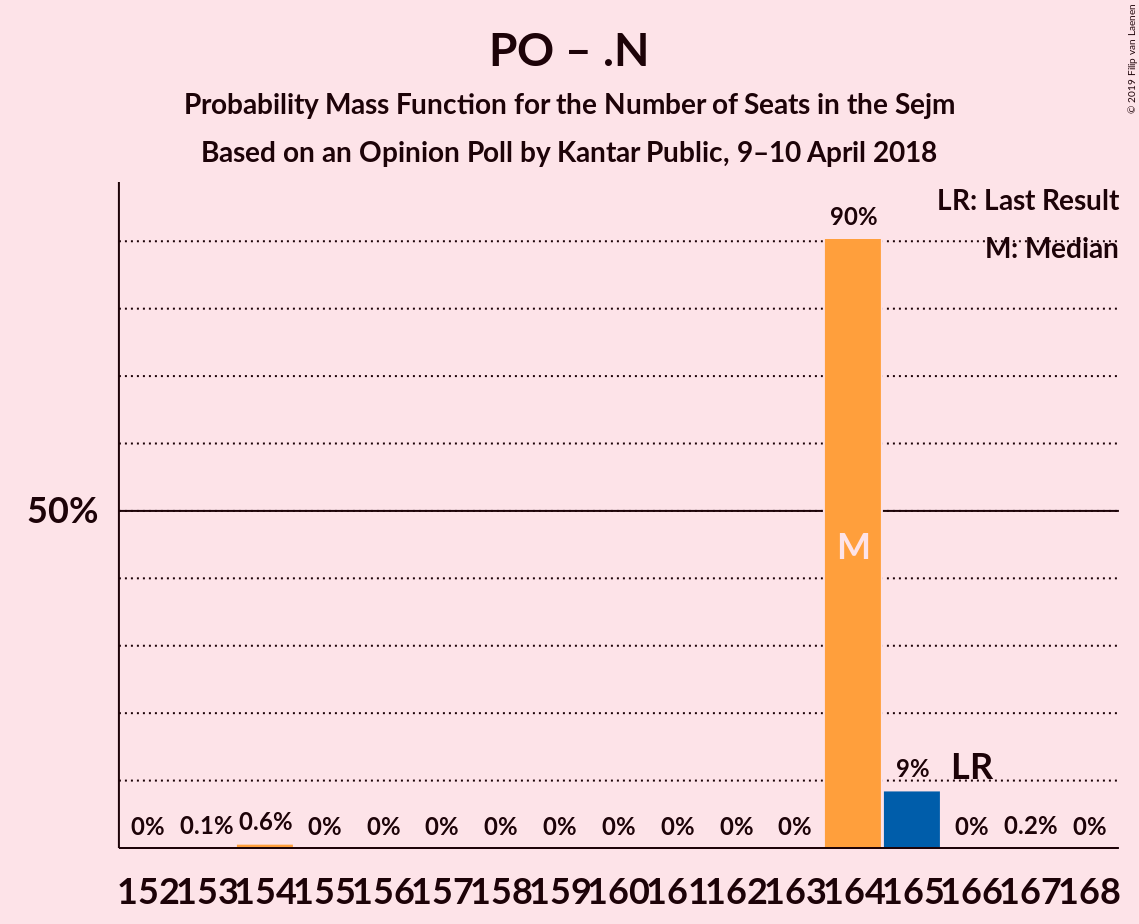 PO – .N
Probability Mass Function for the Number of Seats in the Sejm
Based on an Opinion Poll by Kantar Public, 9–10 April 2018
© 2019 Filip van Laenen
LR: Last Result
M: Median
90%
50%
M
9%
LR
0% 0.1% 0.6% 0% 0% 0% 0% 0% 0% 0% 0% 0% 0% 0.2% 0%
152 153 154 155 156 157 158 159 160 161 162 163 164 165 166 167 168